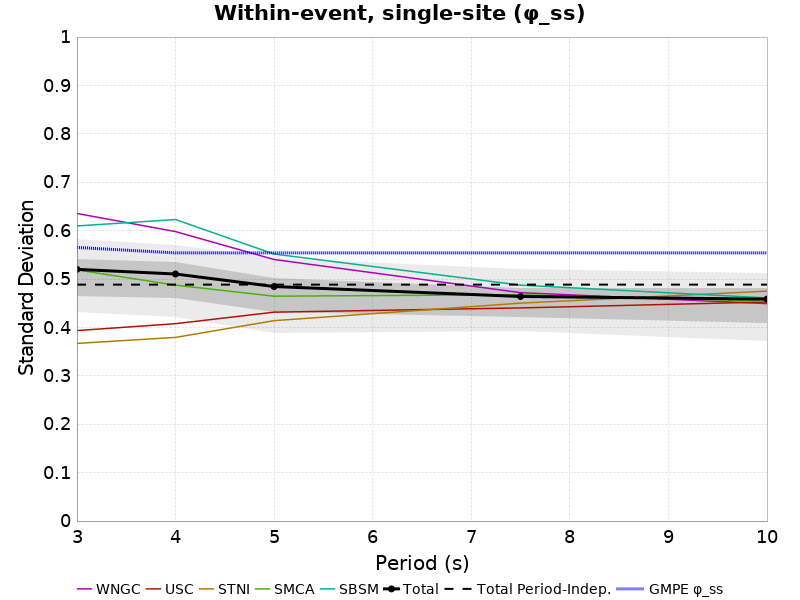 Within-event, single-site (φ_ss)
Standard Deviation
1
0.9
0.8
0.7
0.6
0.5
0.4
0.3
0.2
0.1
0
3 4 5 6 7 8 9 10
Period (s)
WNGC USC STNI SMCA SBSM Total Total Period-Indep. GMPE φ_ss